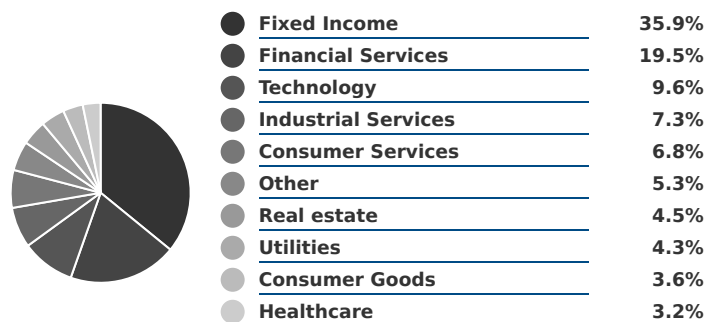 Fixed Income 35.9%
Financial Services 19.5%
Technology 9.6%
Industrial Services 7.3%
Consumer Services 6.8%
Other 5.3%
Real estate 4.5%
Utilities 4.3%
Consumer Goods 3.6%
Healthcare 3.2%